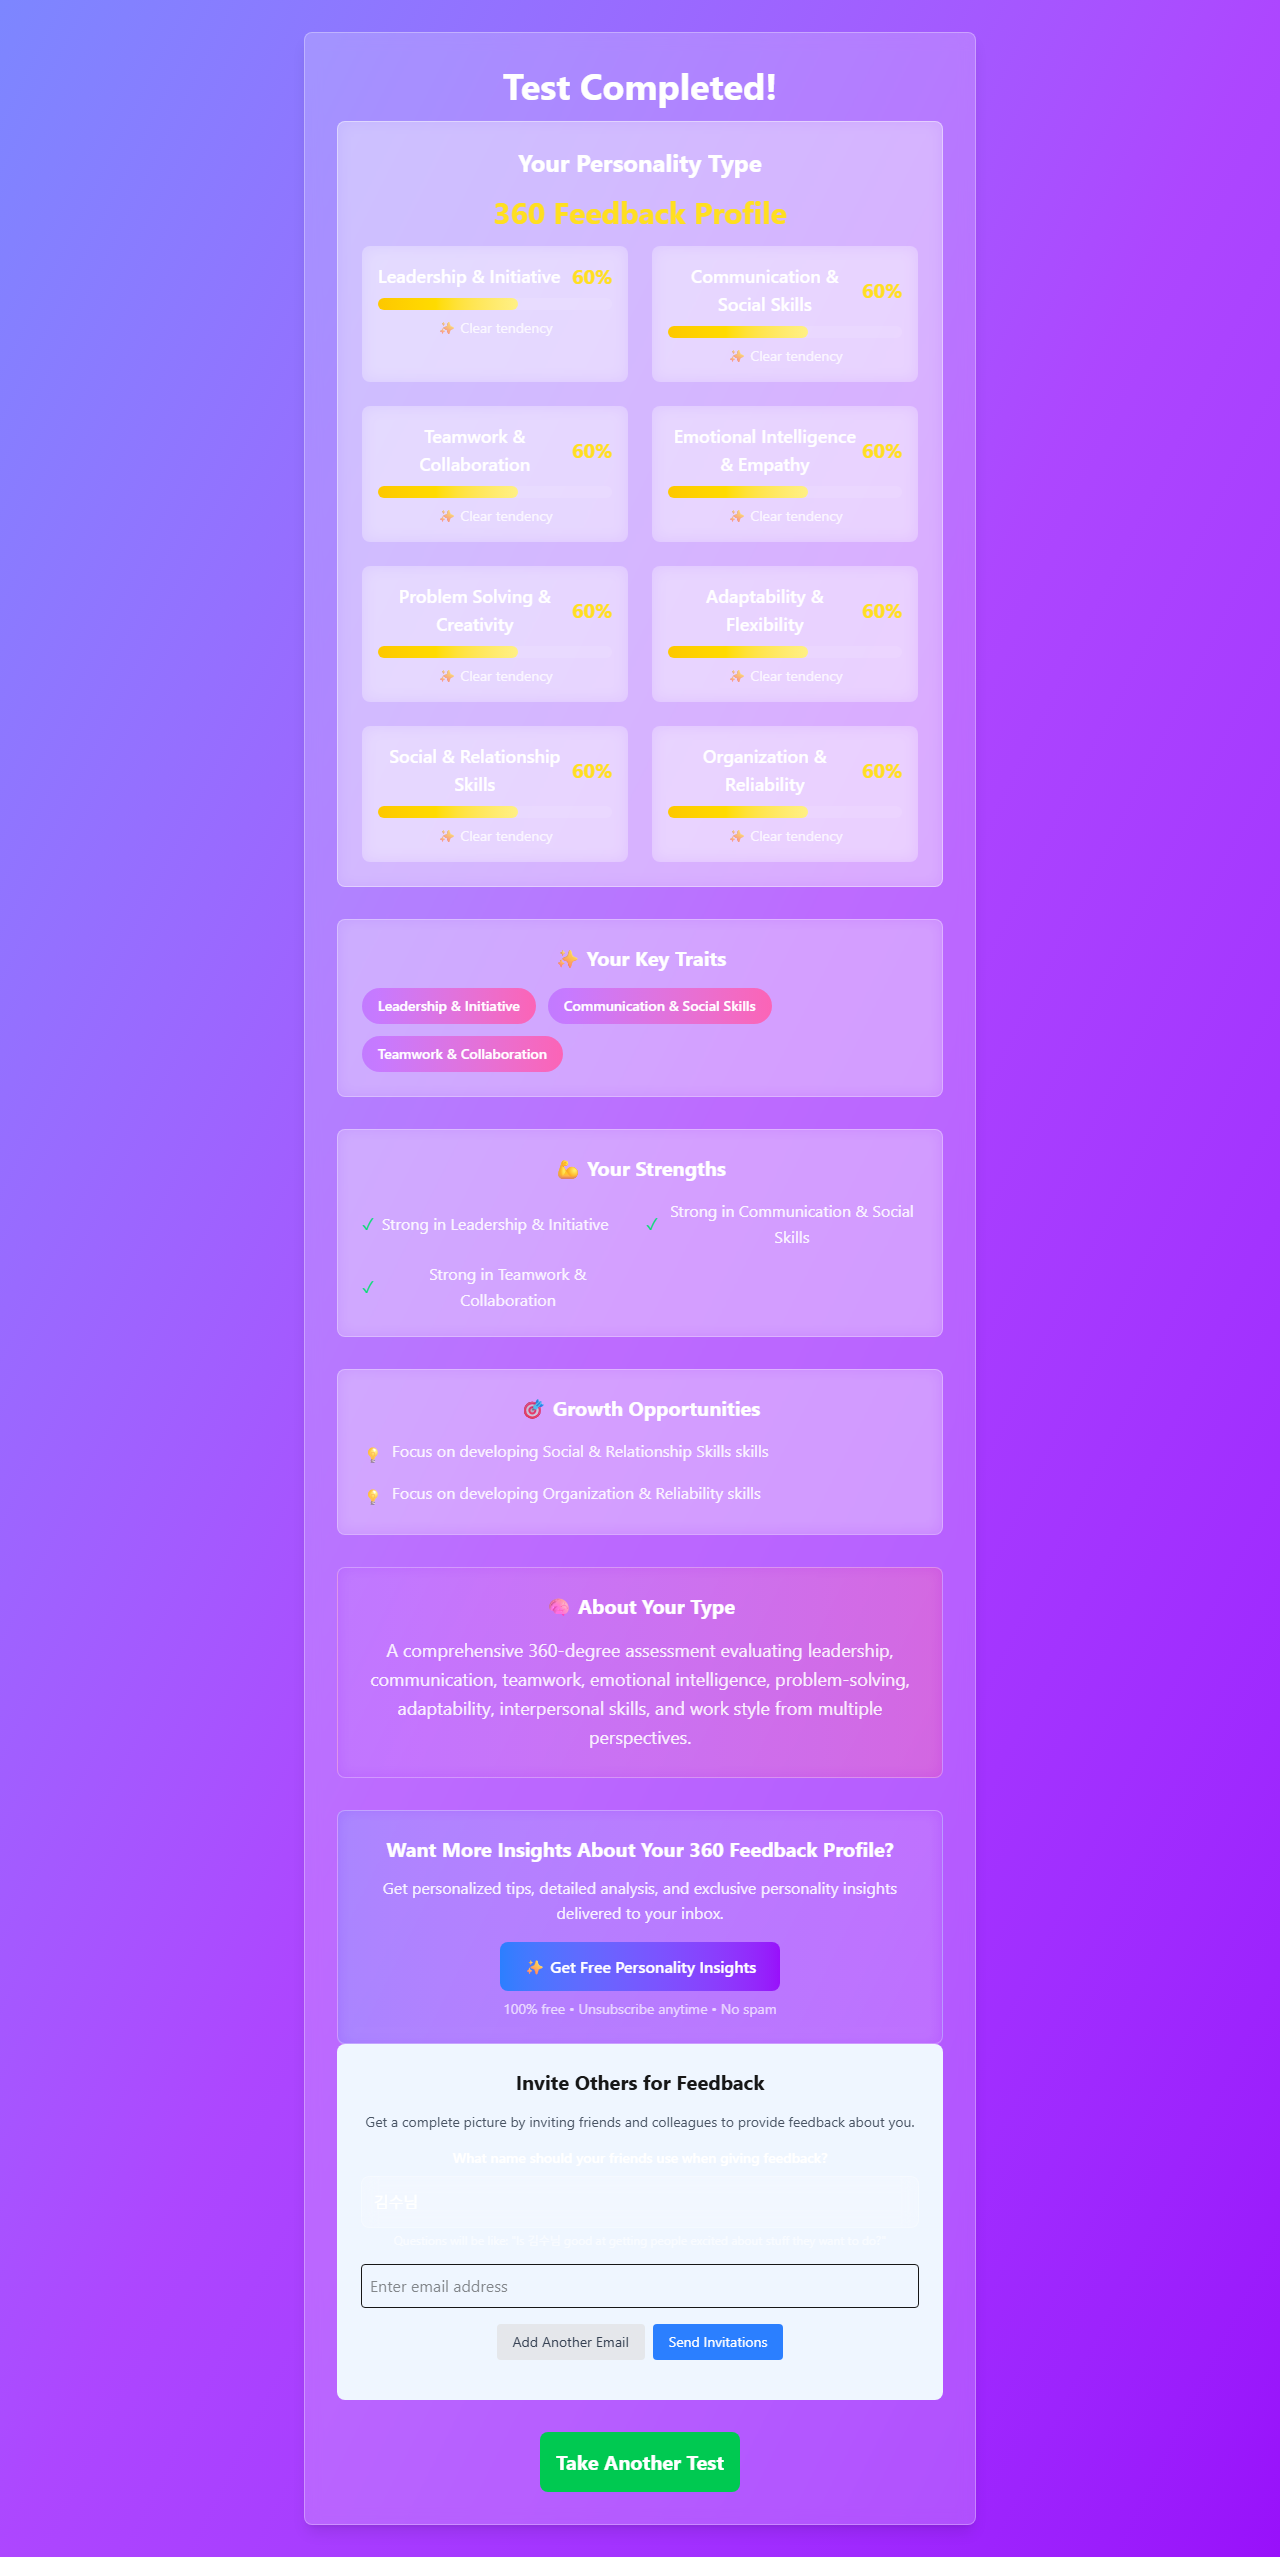 Test Completed!
Your Personality Type
360 Feedback Profile
Leadership & Initiative 60%
✨ Clear tendency
Communication &
Social Skills
60%
✨ Clear tendency
Teamwork &
Collaboration
60%
✨ Clear tendency
Emotional Intelligence
& Empathy
60%
✨ Clear tendency
Problem Solving &
Creativity
60%
✨ Clear tendency
Adaptability &
Flexibility
60%
✨ Clear tendency
Social & Relationship
Skills
60%
✨ Clear tendency
Organization &
Reliability
60%
✨ Clear tendency
✨ Your Key Traits
Leadership & Initiative
Communication & Social Skills
Teamwork & Collaboration
💪 Your Strengths
✓ Strong in Leadership & Initiative
✓ Strong in Communication & Social
Skills
✓ Strong in Teamwork &
Collaboration
🎯 Growth Opportunities
💡 Focus on developing Social & Relationship Skills skills
💡 Focus on developing Organization & Reliability skills
🧠 About Your Type
A comprehensive 360-degree assessment evaluating leadership,
communication, teamwork, emotional intelligence, problem-solving,
adaptability, interpersonal skills, and work style from multiple
perspectives.
Want More Insights About Your 360 Feedback Profile?
Get personalized tips, detailed analysis, and exclusive personality insights
delivered to your inbox.
✨ Get Free Personality Insights
100% free • Unsubscribe anytime • No spam
Invite Others for Feedback
Get a complete picture by inviting friends and colleagues to provide feedback about you.
What name should your friends use when giving feedback?
김수님
Enter email address
Add Another Email
Send Invitations
Take Another Test